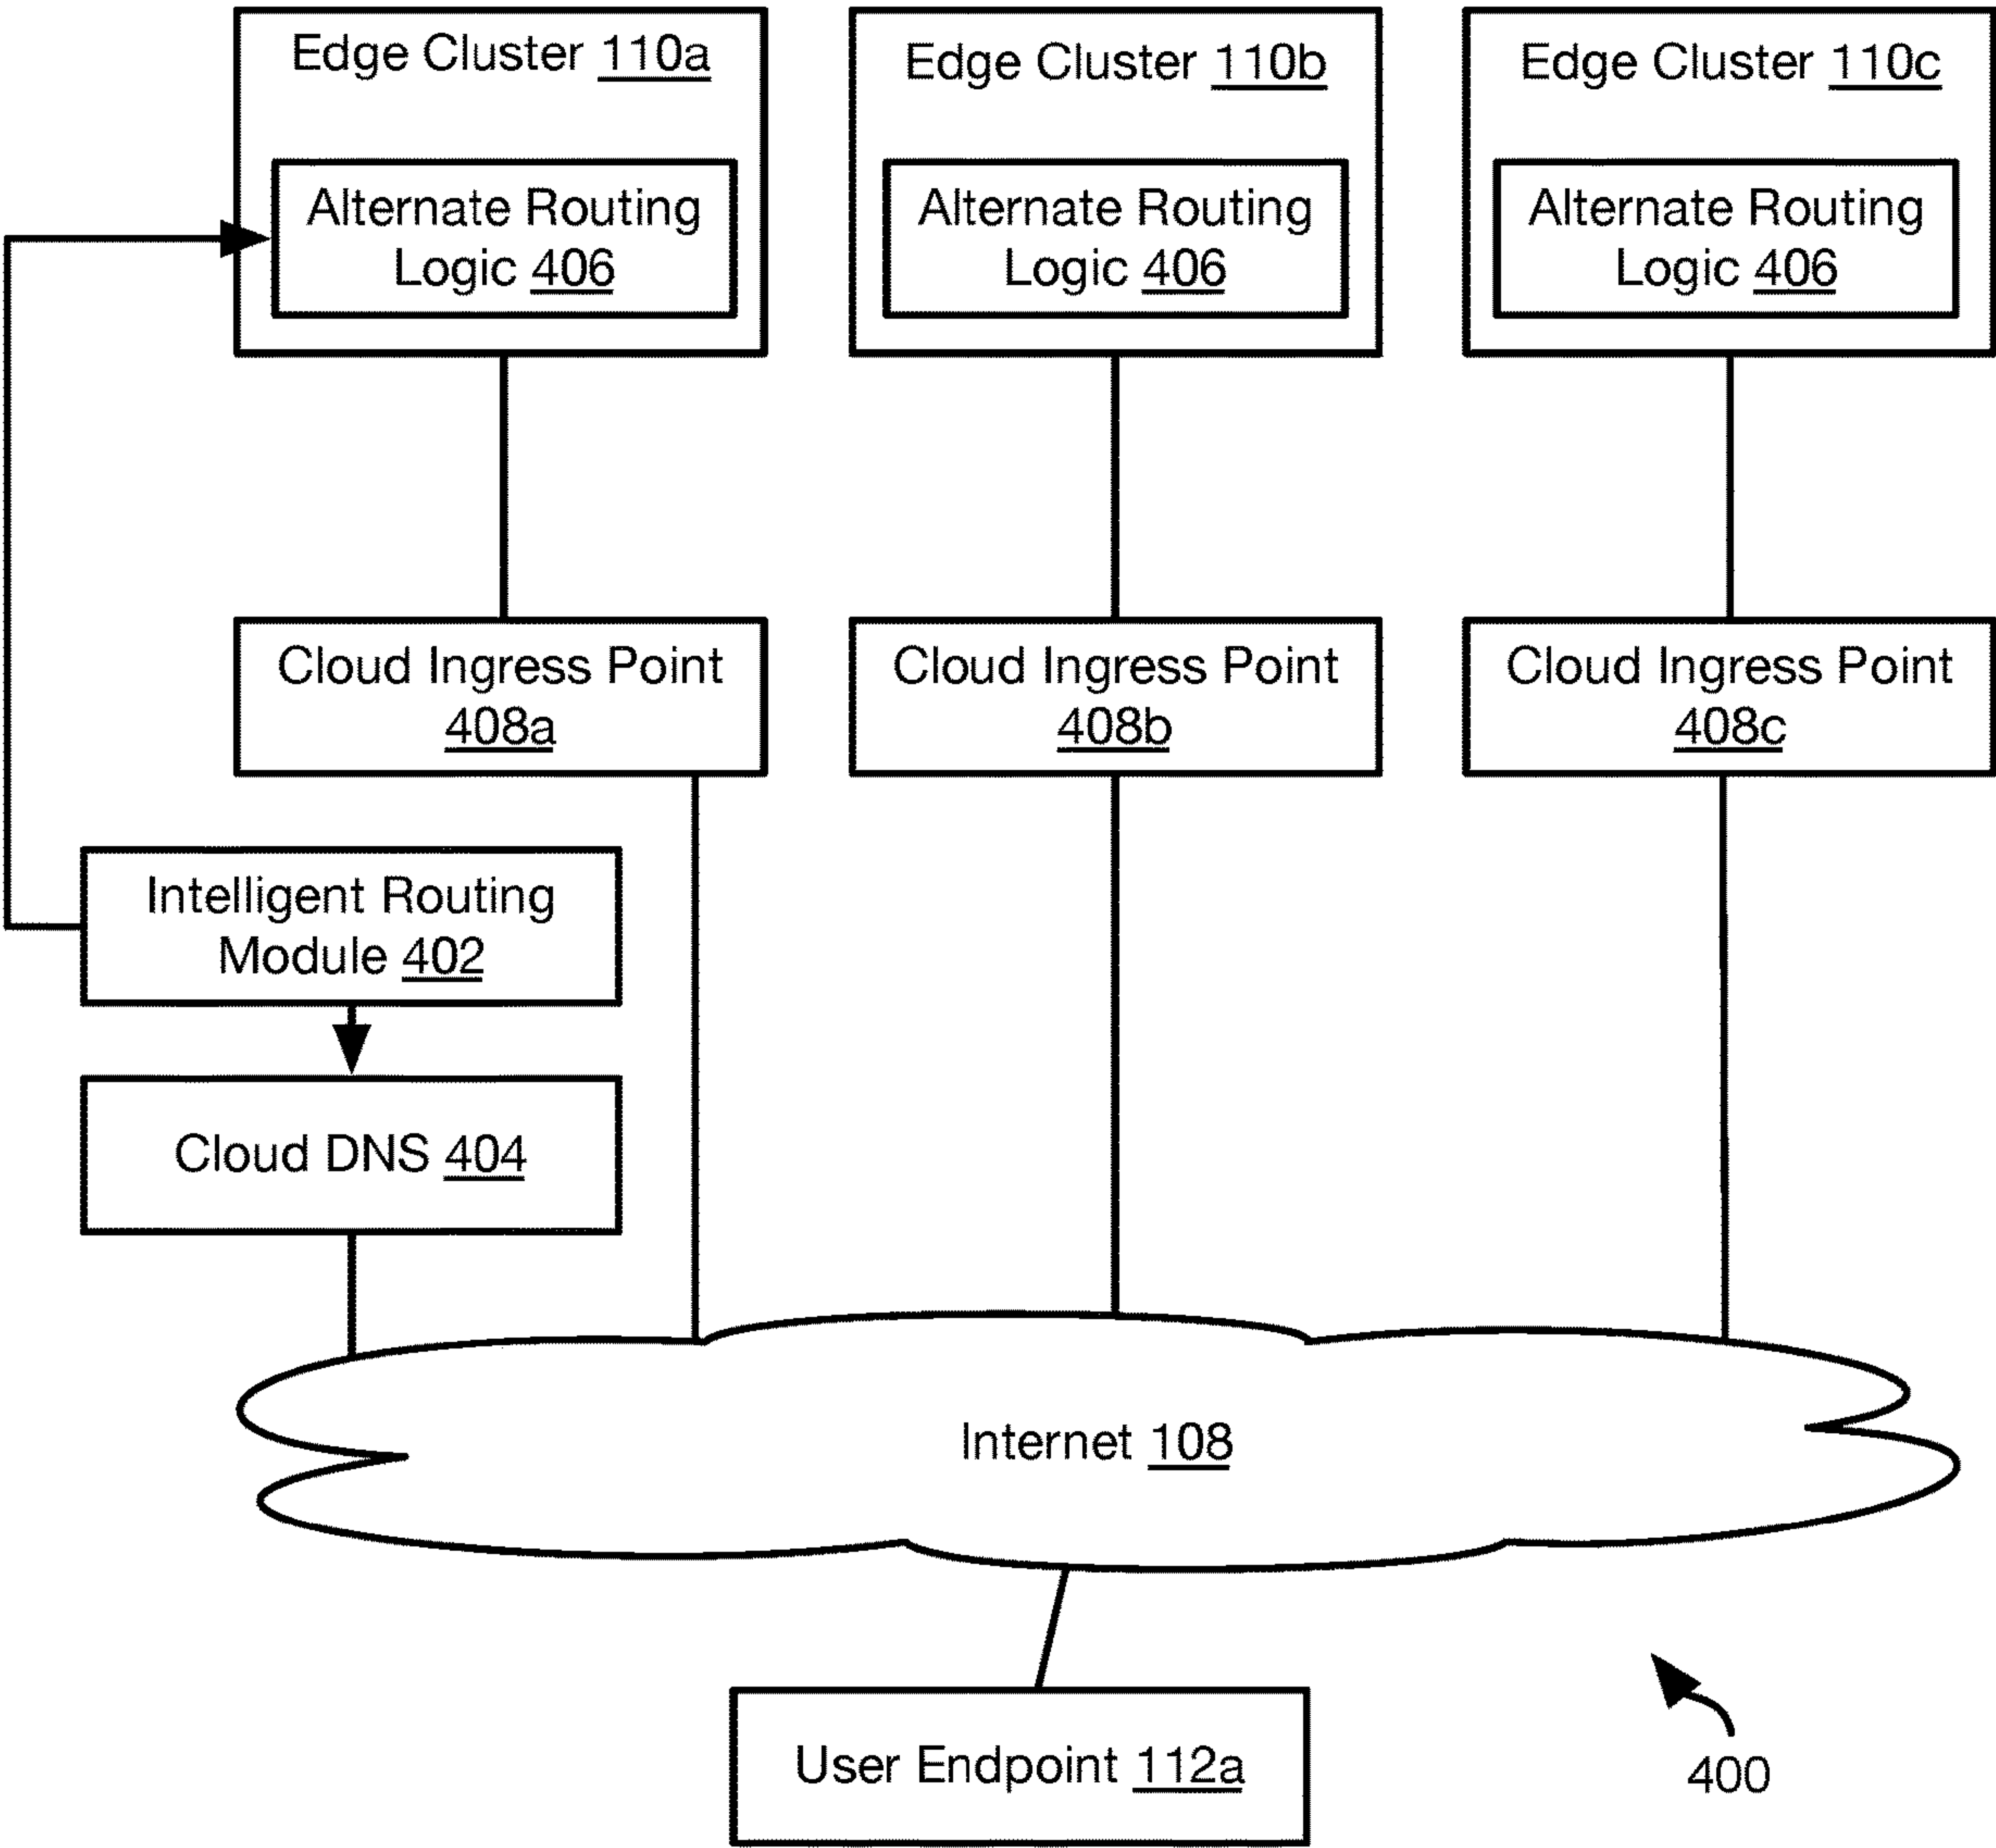 Edge Cluster 110a
Alternate Routing
Logic 406
Edge Cluster 110b
Alternate Routing
Logic 406
Edge Cluster 110c
Alternate Routing
Logic 406
Cloud Ingress Point
408a
Cloud Ingress Point
408b
Cloud Ingress Point
408c
Intelligent Routing
Module 402
Cloud DNS 404
Internet 108
User Endpoint 112a
400